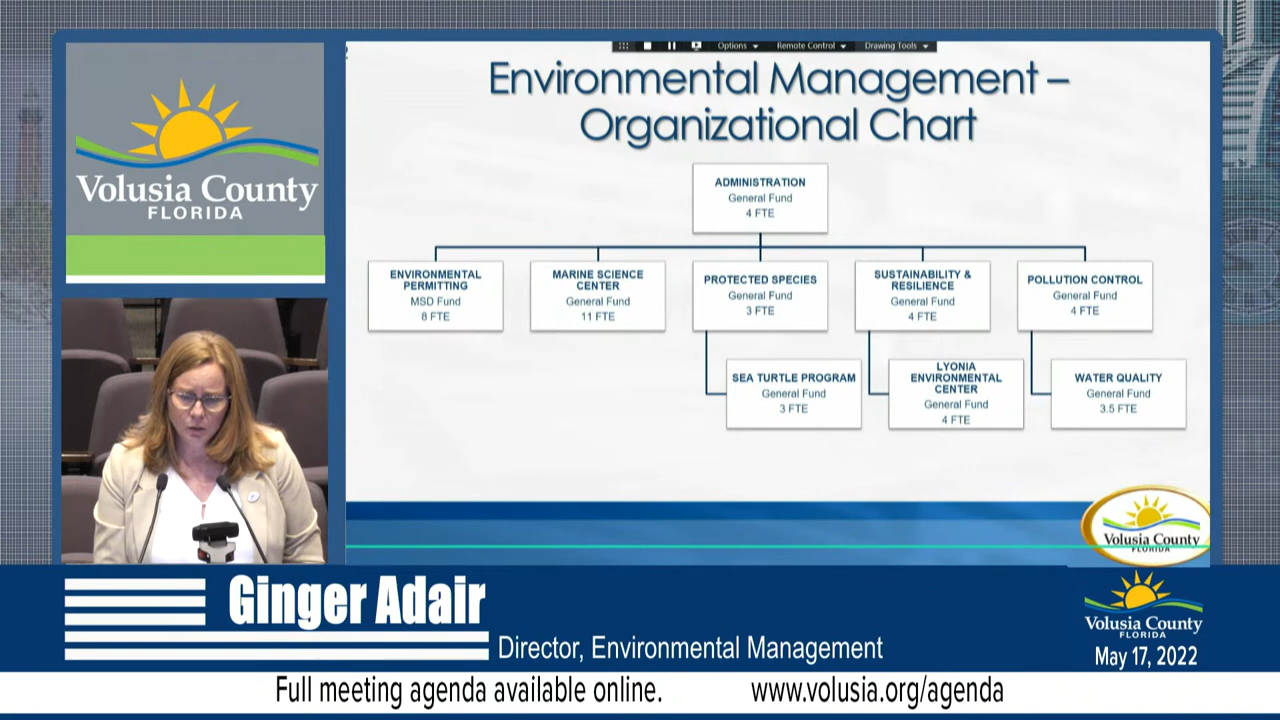 Options
Remote Control
Drawing Tools
Environmental Management –
Organizational Chart
Volusia County
FLORIDA
ADMINISTRATION
General Fund
4 FTE
ENVIRONMENTAL
PERMITTING
MSD Fund
8 FTE
MARINE SCIENCE
CENTER
General Fund
11 FTE
PROTECTED SPECIES
General Fund
3 FTE
SUSTAINABILITY &
RESILIENCE
General Fund
4 FTE
POLLUTION CONTROL
General Fund
4 FTE
SEA TURTLE PROGRAM
General Fund
3 FTE
LYONIA
ENVIRONMENTAL
CENTER
General Fund
4 FTE
WATER QUALITY
General Fund
3.5 FTE
Volusia County
FLORIDA
Ginger Adair
Director, Environmental Management
Volusia County
FLORIDA
May 17, 2022
Full meeting agenda available online.
www.volusia.org/agenda